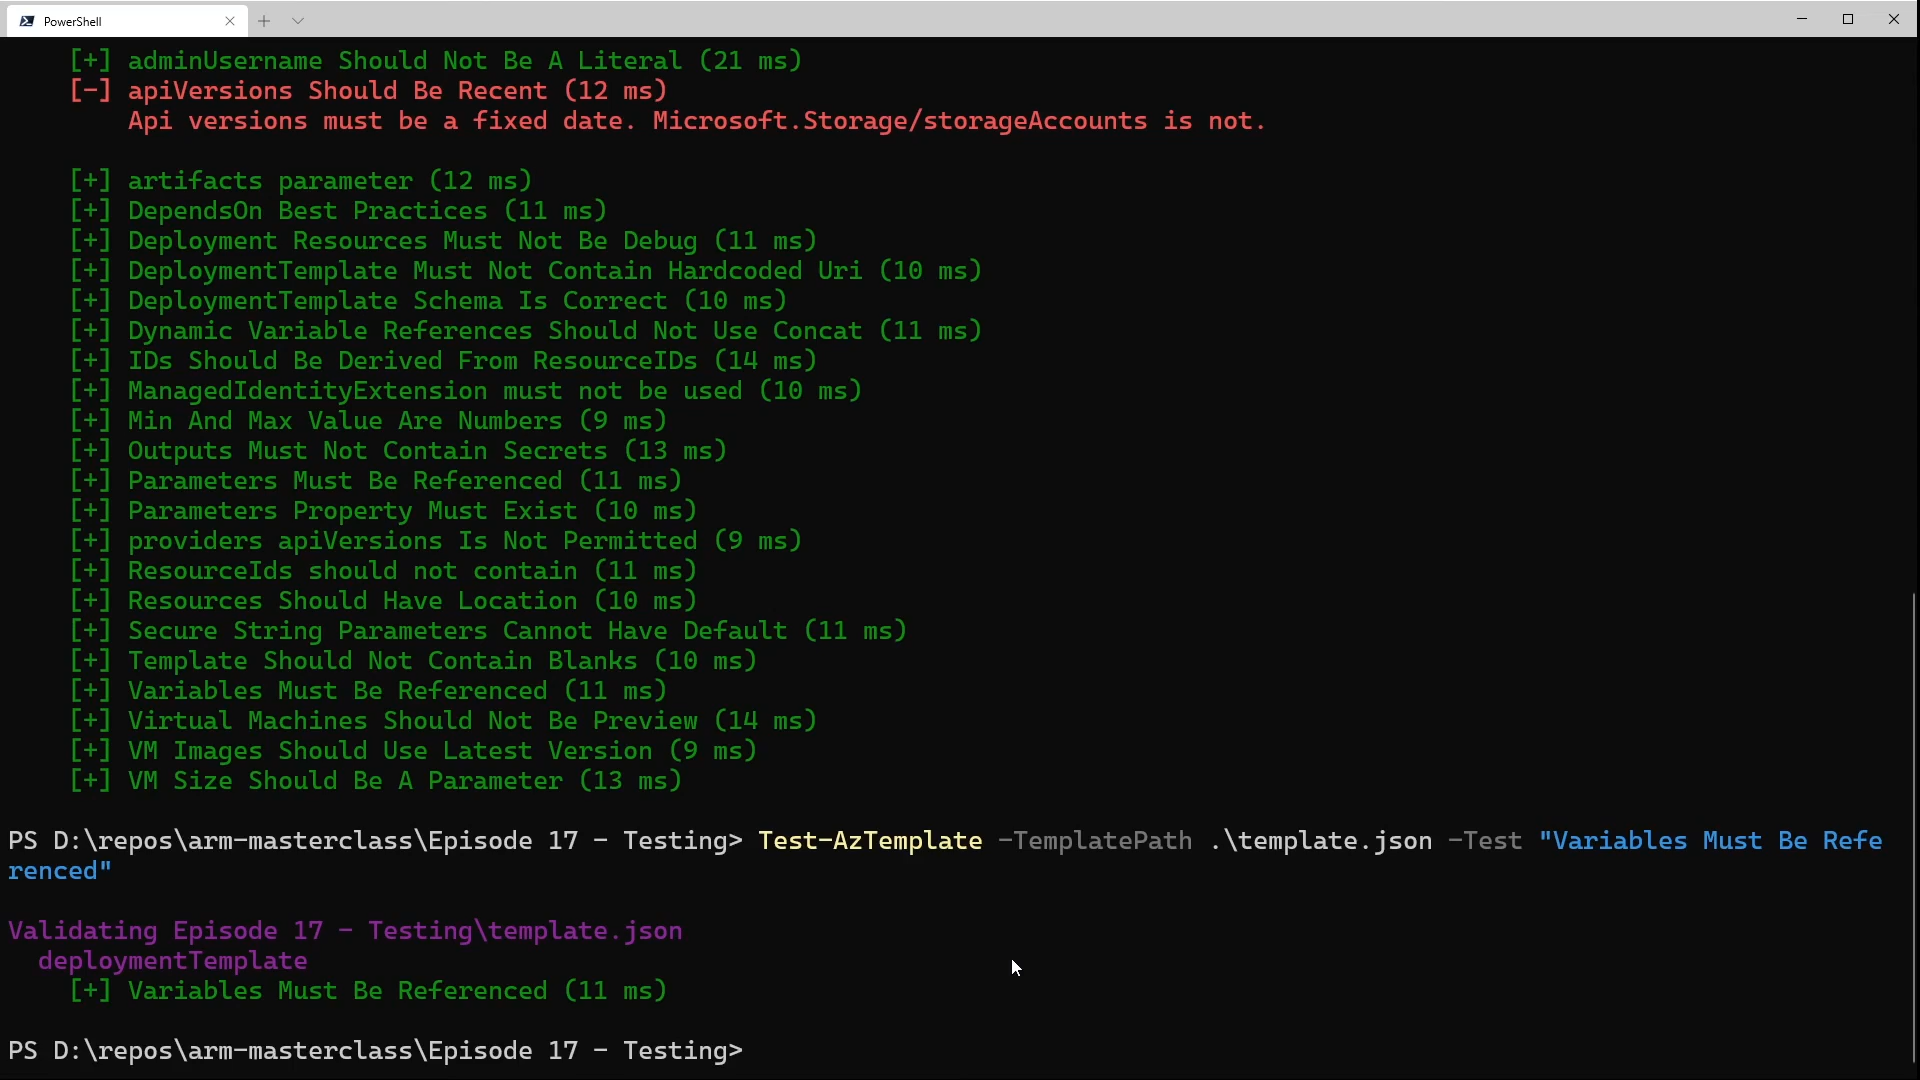 PowerShell
[+] adminUsername Should Not Be A Literal (21 ms)
[-] apiVersions Should Be Recent (12 ms)
Api versions must be a fixed date. Microsoft.Storage/storageAccounts is not.
[+] artifacts parameter (12 ms)
[+] DependsOn Best Practices (11 ms)
[+] Deployment Resources Must Not Be Debug (11 ms)
[+] DeploymentTemplate Must Not Contain Hardcoded Uri (10 ms)
[+] DeploymentTemplate Schema Is Correct (10 ms)
[+] Dynamic Variable References Should Not Use Concat (11 ms)
[+] IDs Should Be Derived From ResourceIDs (14 ms)
[+] ManagedIdentityExtension must not be used (10 ms)
[+] Min And Max Value Are Numbers (9 ms)
[+] Outputs Must Not Contain Secrets (13 ms)
[+] Parameters Must Be Referenced (11 ms)
[+] Parameters Property Must Exist (10 ms)
[+] providers apiVersions Is Not Permitted (9 ms)
[+] ResourceIds should not contain (11 ms)
[+] Resources Should Have Location (10 ms)
[+] Secure String Parameters Cannot Have Default (11 ms)
[+] Template Should Not Contain Blanks (10 ms)
[+] Variables Must Be Referenced (11 ms)
[+] Virtual Machines Should Not Be Preview (14 ms)
[+] VM Images Should Use Latest Version (9 ms)
[+] VM Size Should Be A Parameter (13 ms)
PS D:\repos\arm-masterclass\Episode 17 - Testing> Test-AzTemplate -TemplatePath .\template.json -Test "Variables Must Be Refe
renced"
Validating Episode 17 - Testing\template.json
deploymentTemplate
[+] Variables Must Be Referenced (11 ms)
PS D:\repos\arm-masterclass\Episode 17 - Testing>